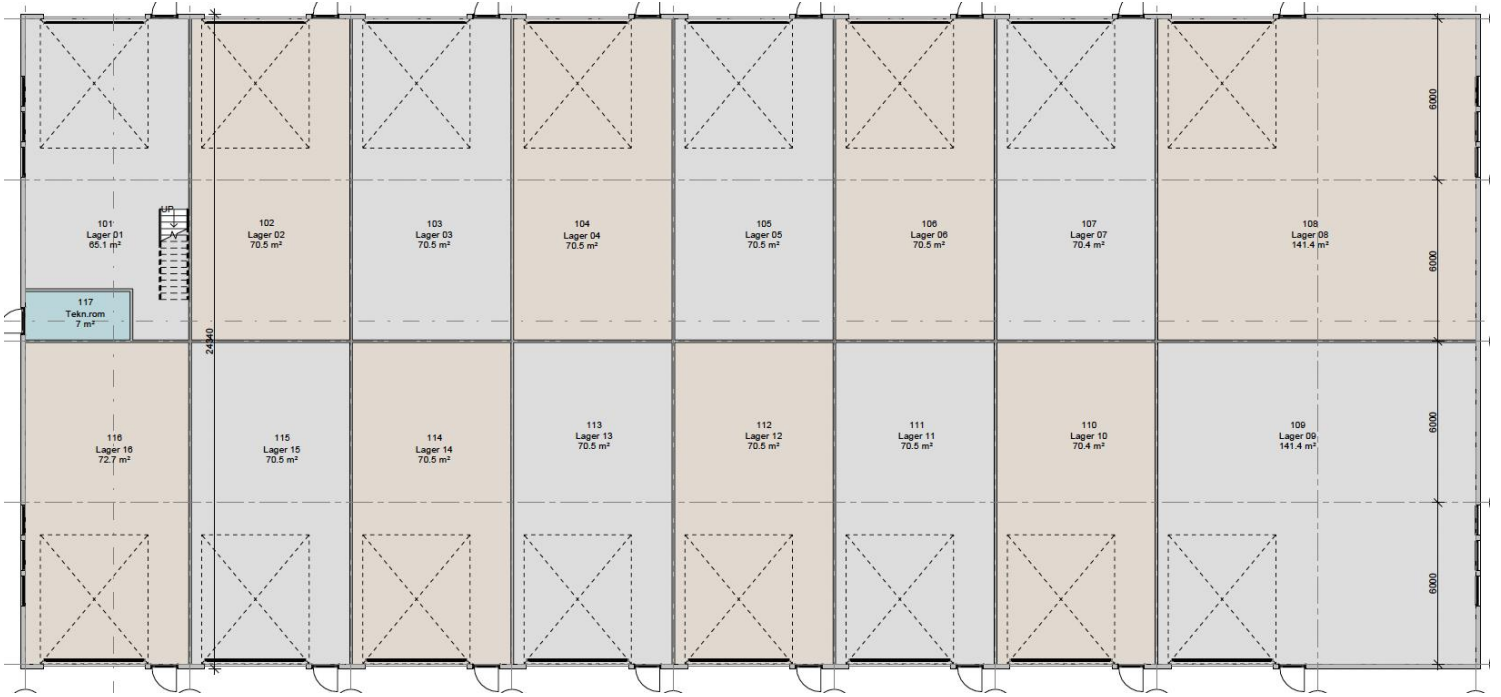 6000
UP
101
Lager 01
65.1 m²
102
Lager 02
70.5 m²
103
Lager 03
70.5 m²
104
Lager 04
70.5 m²
105
Lager 05
70.5 m²
106
Lager 06
70.5 m²
107
Lager 07
70.4 m²
108
Lager 08
141.4 m²
6000
117
Tekn.rom
7 m²
24340
116
Lager 16
72.7 m²
115
Lager 15
70.5 m²
114
Lager 14
70.5 m²
113
Lager 13
70.5 m²
112
Lager 12
70.5 m²
111
Lager 11
70.5 m²
110
Lager 10
70.4 m²
109
Lager 09
141.4 m²
6000
6000